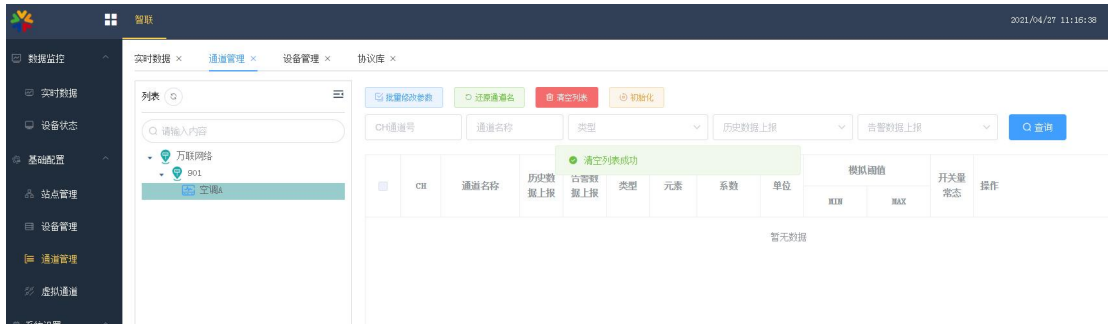 智联
2021/04/27 11:16:38
数据监控
实时数据
设备状态
基础配置
站点管理
设备管理
通道管理
虚拟通道
系统设置
实时数据 ×
通道管理 ×
设备管理 ×
协议库 ×
列表
请输入内容
万联网络
901
空调A
批量修改参数
还原通道名
清空列表
初始化
CH通道号
通道名称
类型
历史数据上报
告警数据上报
查询
清空列表成功
CH
通道名称
历史数
据上报
告警数
据上报
类型
元素
系数
单位
模拟阈值
MIN
MAX
开关量
常态
操作
暂无数据